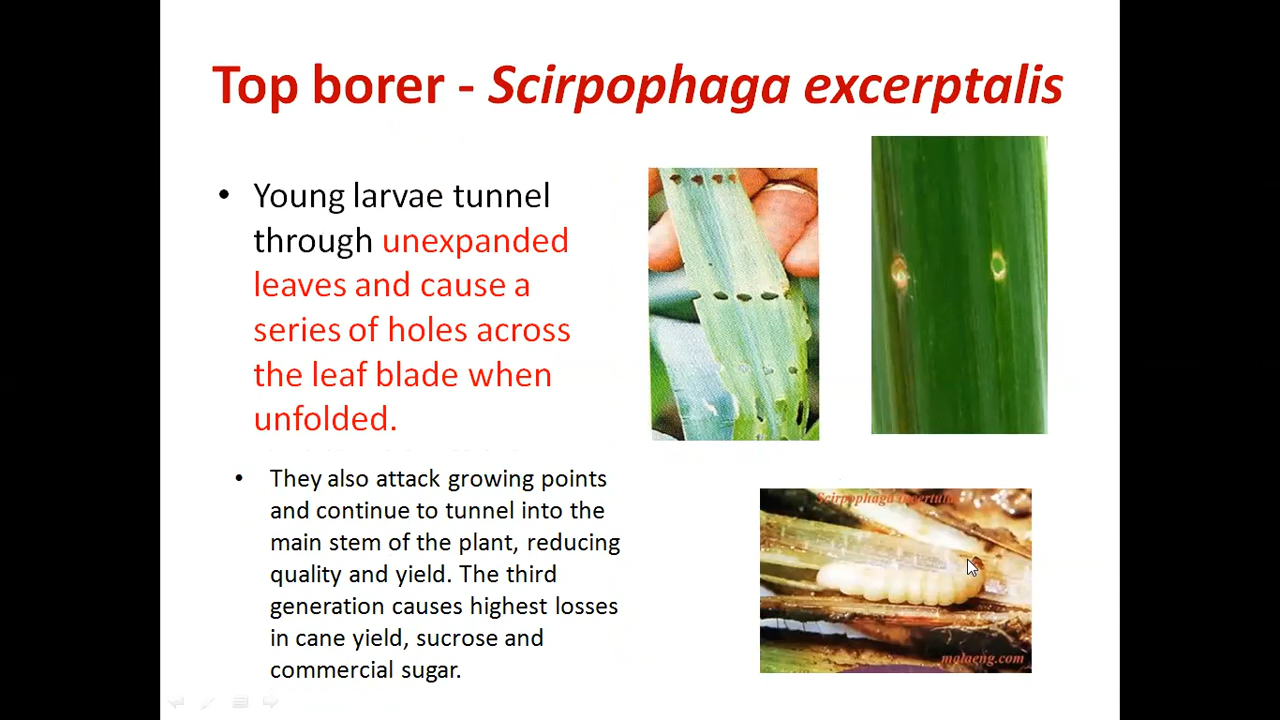 Top borer - Scirpophaga excerptalis
• Young larvae tunnel
through unexpanded
leaves and cause a
series of holes across
the leaf blade when
unfolded.
• They also attack growing points
and continue to tunnel into the
main stem of the plant, reducing
quality and yield. The third
generation causes highest losses
in cane yield, sucrose and
commercial sugar.
Scirpophaga
malaeng.com